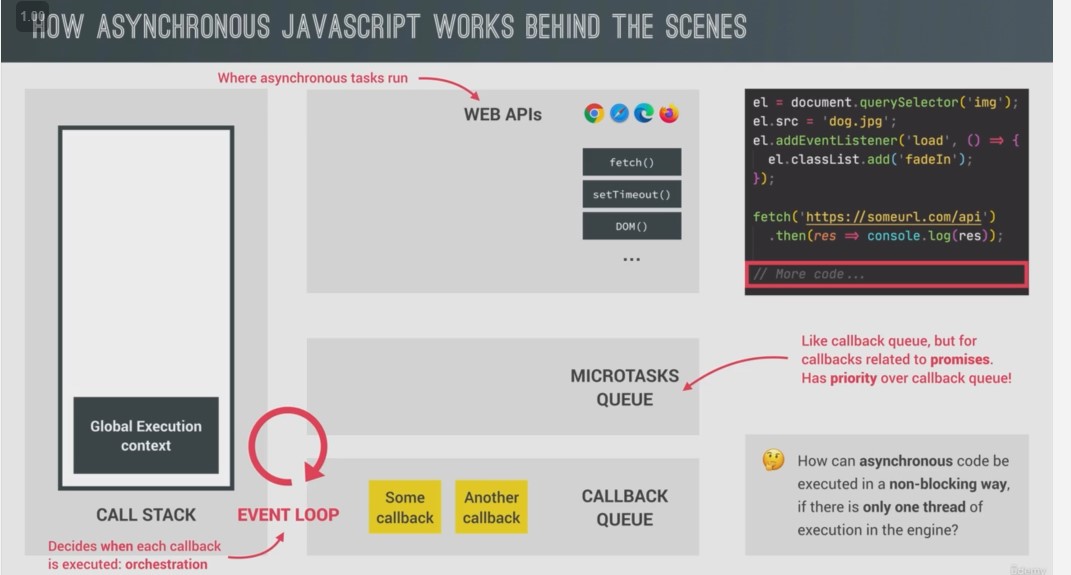 1.00
HOW ASYNCHRONOUS JAVASCRIPT WORKS BEHIND THE SCENES
Where asynchronous tasks run
WEB APIs
fetch()
setTimeout()
DOM()
...
el = document.querySelector('img');
el.src = 'dog.jpg';
el.addEventListener('load', () => {
el.classList.add('fadeIn');
});
fetch('https://someurl.com/api')
.then(res => console.log(res));
// More code...
Global Execution
context
CALL STACK
EVENT LOOP
Decides when each callback
is executed: orchestration
MICROTASKS
QUEUE
Like callback queue, but for
callbacks related to promises.
Has priority over callback queue!
Some
callback
Another
callback
CALLBACK
QUEUE
How can asynchronous code be
executed in a non-blocking way,
if there is only one thread of
execution in the engine?
Udemy